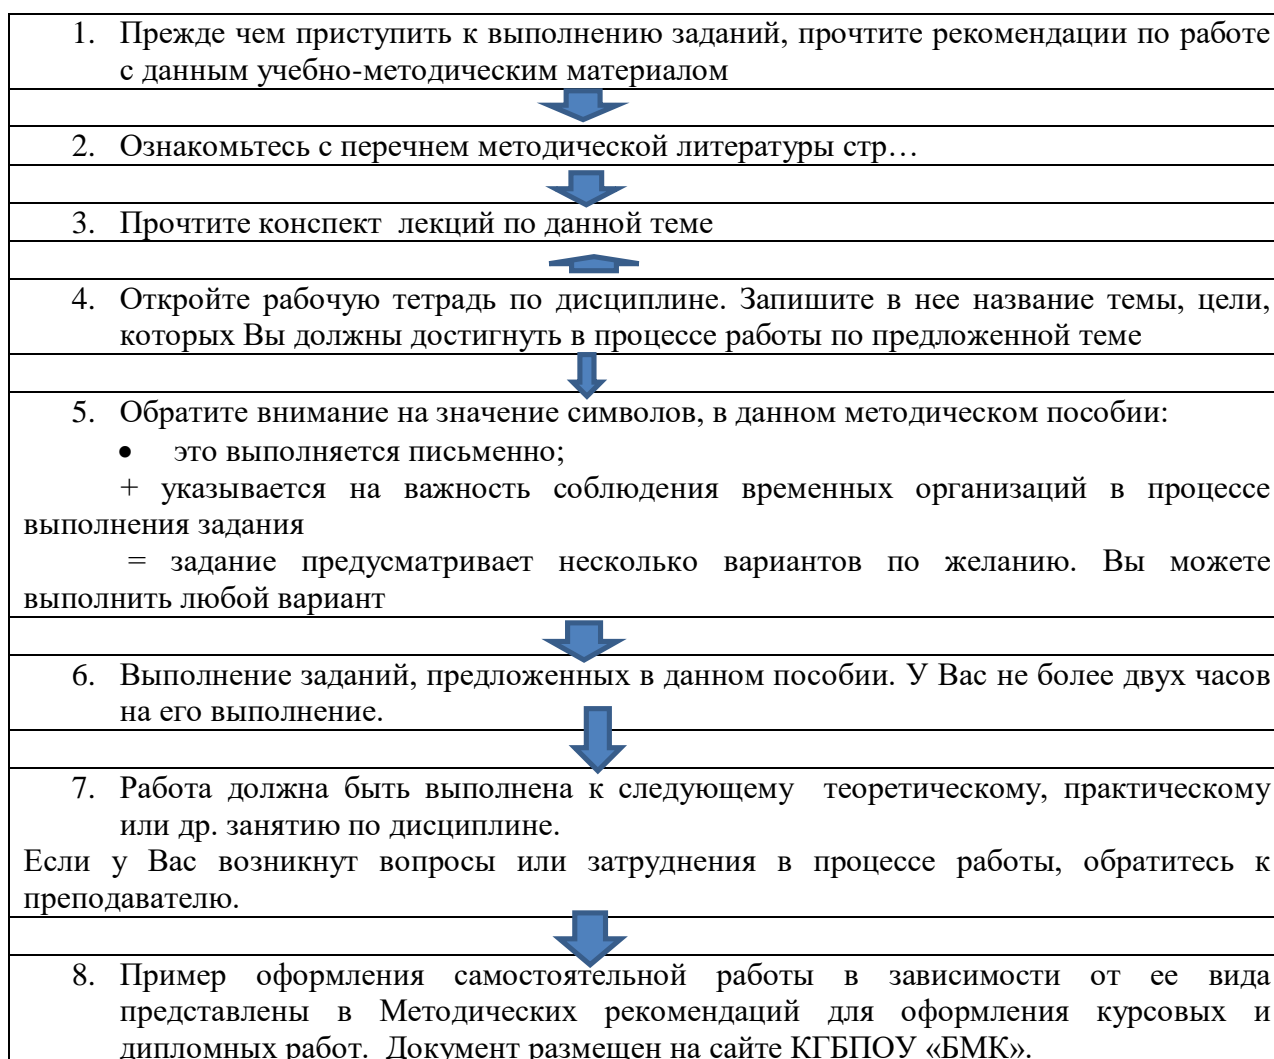 1. Прежде чем приступить к выполнению заданий, прочтите рекомендации по работе
с данным учебно-методическим материалом
2. Ознакомьтесь с перечнем методической литературы стр…
3. Прочтите конспект лекций по данной теме
4. Откройте рабочую тетрадь по дисциплине. Запишите в нее название темы, цели,
которых Вы должны достигнуть в процессе работы по предложенной теме
5. Обратите внимание на значение символов, в данном методическом пособии:
• это выполняется письменно;
+ указывается на важность соблюдения временных организаций в процессе
выполнения задания
= задание предусматривает несколько вариантов по желанию. Вы можете
выполнить любой вариант
6. Выполнение заданий, предложенных в данном пособии. У Вас не более двух часов
на его выполнение.
7. Работа должна быть выполнена к следующему теоретическому, практическому
или др. занятию по дисциплине.
Если у Вас возникнут вопросы или затруднения в процессе работы, обратитесь к
преподавателю.
8. Пример оформления самостоятельной работы в зависимости от ее вида
представлены в Методических рекомендаций для оформления курсовых и
дипломных работ. Документ размещен на сайте КГБПОУ «БМК».